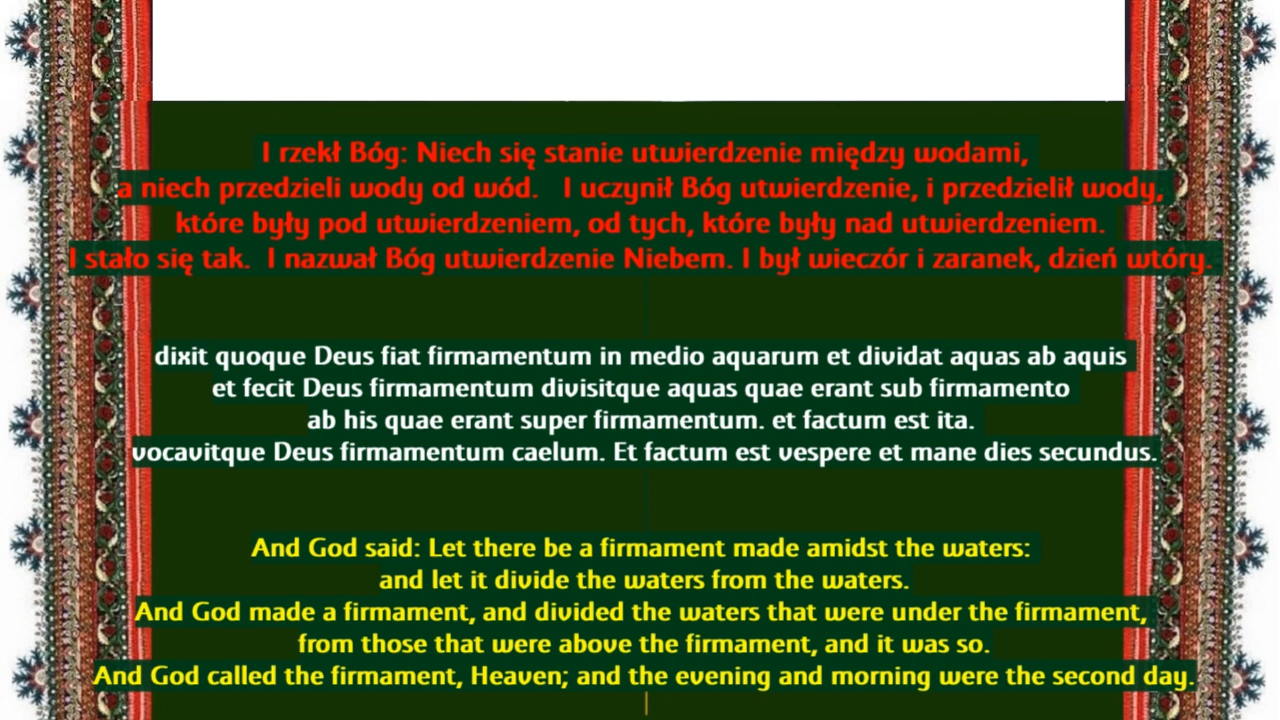 I rzekł Bóg: Niech się stanie utwierdzenie między wodami,
a niech przedzieli wody od wód. I uczynił Bóg utwierdzenie, i przedzielił wody,
które były pod utwierdzeniem, od tych, które były nad utwierdzeniem.
I stało się tak. I nazwał Bóg utwierdzenie Niebem. I był wieczór i zaranek, dzień wtóry.
dixit quoque Deus fiat firmamentum in medio aquarum et dividat aquas ab aquis
et fecit Deus firmamentum divisitque aquas quae erant sub firmamento
ab his quae erant super firmamentum. et factum est ita.
vocavitque Deus firmamentum caelum. Et factum est vespere et mane dies secundus.
And God said: Let there be a firmament made amidst the waters:
and let it divide the waters from the waters.
And God made a firmament, and divided the waters that were under the firmament,
from those that were above the firmament, and it was so.
And God called the firmament, Heaven; and the evening and morning were the second day.